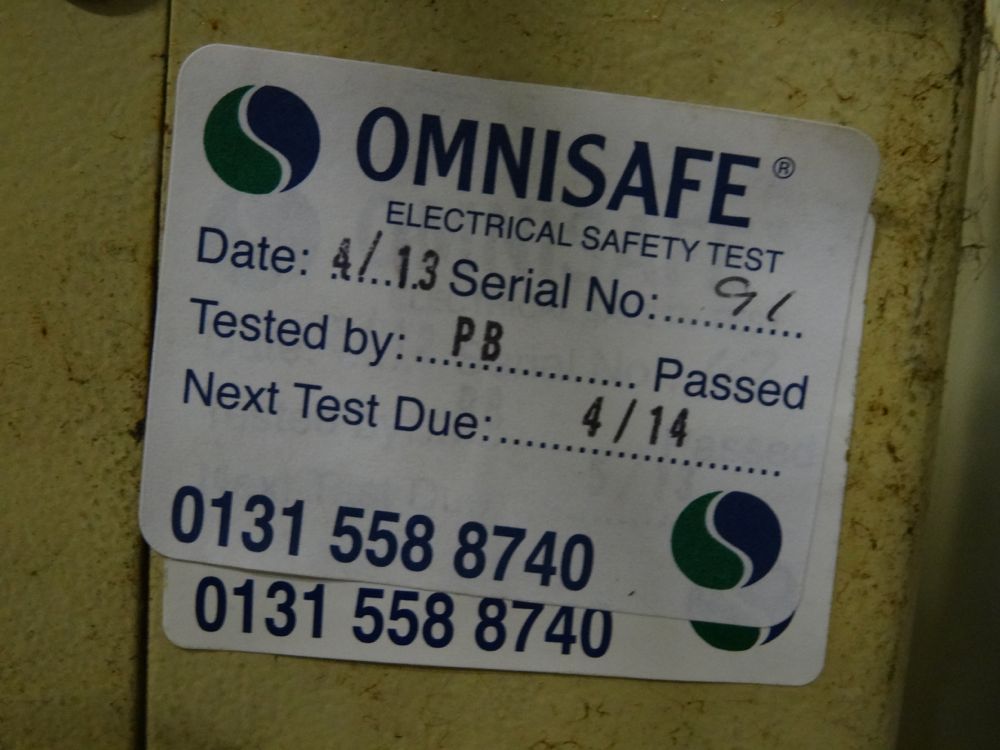 OMNISAFE®
ELECTRICAL SAFETY TEST
Date: 4/..13 Serial No:....91....
Tested by: ...PB.............. Passed
Next Test Due:......4/14........
0131 558 8740
0131 558 8740